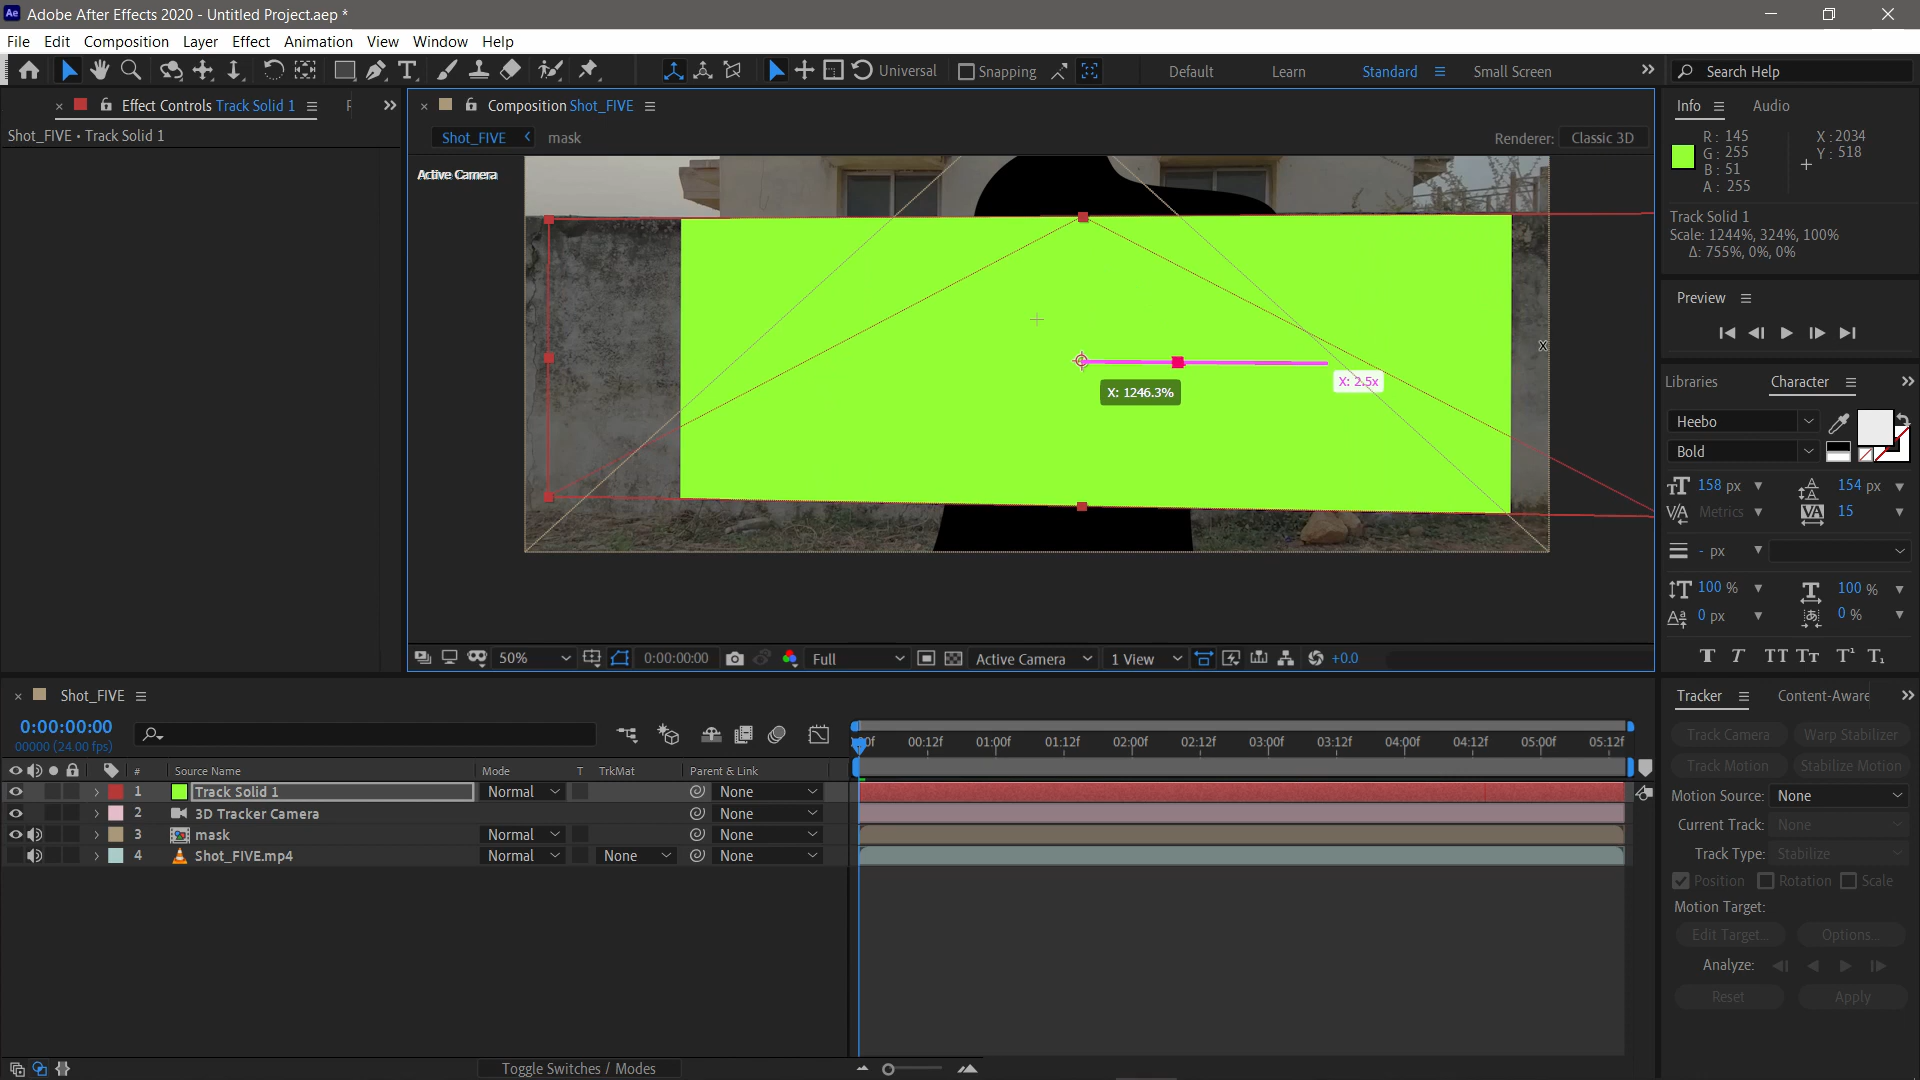 Adobe After Effects 2020 - Untitled Project.aep *
File Edit Composition Layer Effect Animation View Window Help
Universal Snapping Default Learn Standard Small Screen Search Help
Effect Controls Track Solid 1
Shot_FIVE • Track Solid 1
Composition Shot_FIVE
Shot_FIVE mask Renderer: Classic 3D
Active Camera
X: 2.5x
X: 1246.3%
50% 0:00:00:00 Full Active Camera 1 View +0.0
Info Audio
R: 145
G: 255
B: 51
A: 255
X: 2034
Y: 518
Track Solid 1
Scale: 1244%, 324%, 100%
Δ: 755%, 0%, 0%
Preview
Libraries Character
Heebo
Bold
158 px 154 px
Metrics 15
- px
100 % 100 %
0 px 0 %
Shot_FIVE
0:00:00:00
00000 (24.00 fps)
# Source Name Mode T TrkMat Parent & Link
1 Track Solid 1 Normal None
2 3D Tracker Camera None
3 mask Normal None
4 Shot_FIVE.mp4 Normal None None
00f 00:12f 01:00f 01:12f 02:00f 02:12f 03:00f 03:12f 04:00f 04:12f 05:00f 05:12f
Toggle Switches / Modes
Tracker Content-Aware
Track Camera Warp Stabilizer
Track Motion Stabilize Motion
Motion Source: None
Current Track: None
Track Type: Stabilize
Position Rotation Scale
Motion Target:
Edit Target... Options...
Analyze:
Reset Apply